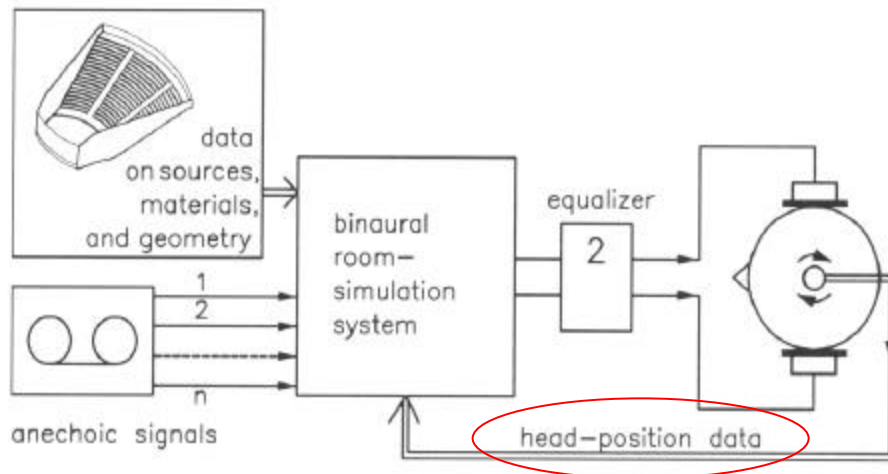 data
on sources,
materials,
and geometry
binaural
room-
simulation
system
equalizer
2
1
2
n
anechoic signals
head-position data